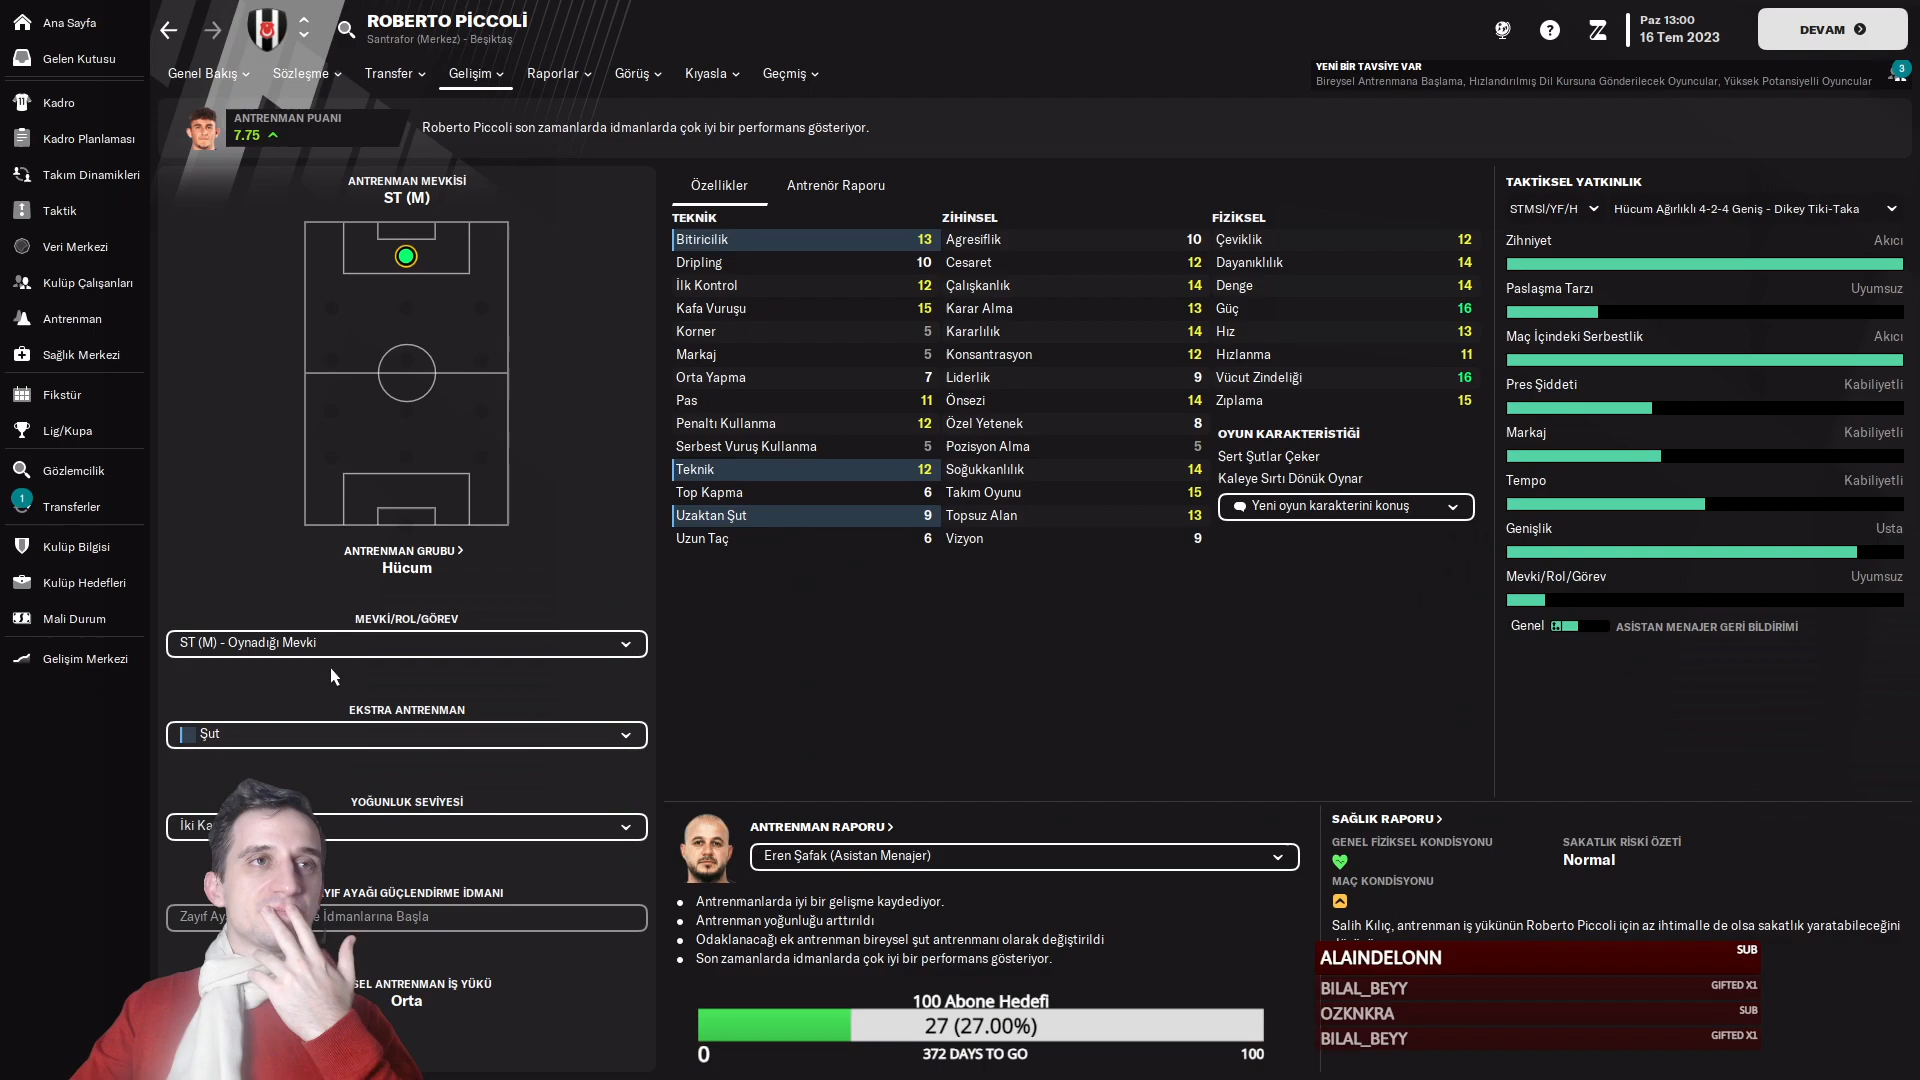 Ana Sayfa
Gelen Kutusu
Kadro
Kadro Planlaması
Takım Dinamikleri
Taktik
Veri Merkezi
Kulüp Çalışanları
Antrenman
Sağlık Merkezi
Fikstür
Lig/Kupa
Gözlemcilik
1
Transferler
Kulüp Bilgisi
Kulüp Hedefleri
Mali Durum
Gelişim Merkezi
ROBERTO PİCCOLİ
Santrafor (Merkez) - Beşiktaş
Paz 13:00
16 Tem 2023
DEVAM
Genel Bakış
Sözleşme
Transfer
Gelişim
Raporlar
Görüş
Kıyasla
Geçmiş
YENİ BİR TAVSİYE VAR
Bireysel Antrenmana Başlama, Hızlandırılmış Dil Kursuna Gönderilecek Oyuncular, Yüksek Potansiyelli Oyuncular
3
ANTRENMAN PUANI
7.75
Roberto Piccoli son zamanlarda idmanlarda çok iyi bir performans gösteriyor.
ANTRENMAN MEVKİSİ
ST (M)
ANTRENMAN GRUBU
Hücum
MEVKİ/ROL/GÖREV
ST (M) - Oynadığı Mevki
EKSTRA ANTRENMAN
Şut
YOĞUNLUK SEVİYESİ
İki
YIF AYAĞI GÜÇLENDİRME İDMANI
Zayıf
İdmanlarına Başla
SEL ANTRENMAN İŞ YÜKÜ
Orta
Özellikler
Antrenör Raporu
TEKNİK
Bitiricilik 13
Dripling 10
İlk Kontrol 12
Kafa Vuruşu 15
Korner 5
Markaj 5
Orta Yapma 7
Pas 11
Penaltı Kullanma 12
Serbest Vuruş Kullanma 5
Teknik 12
Top Kapma 6
Uzaktan Şut 9
Uzun Taç 6
ZİHİNSEL
Agresiflik 10
Cesaret 12
Çalışkanlık 14
Karar Alma 13
Kararlılık 14
Konsantrasyon 12
Liderlik 9
Önsezi 14
Özel Yetenek 8
Pozisyon Alma 5
Soğukkanlılık 14
Takım Oyunu 15
Topsuz Alan 13
Vizyon 9
FİZİKSEL
Çeviklik 12
Dayanıklılık 14
Denge 14
Güç 16
Hız 13
Hızlanma 11
Vücut Zindeliği 16
Zıplama 15
OYUN KARAKTERİSTİĞİ
Sert Şutlar Çeker
Kaleye Sırtı Dönük Oynar
Yeni oyun karakterini konuş
TAKTİKSEL YATKINLIK
STMSİ/YF/H
Hücum Ağırlıklı 4-2-4 Geniş - Dikey Tiki-Taka
Zihniyet Akıcı
Paslaşma Tarzı Uyumsuz
Maç İçindeki Serbestlik Akıcı
Pres Şiddeti Kabiliyetli
Markaj Kabiliyetli
Tempo Kabiliyetli
Genişlik Usta
Mevki/Rol/Görev Uyumsuz
Genel
ASİSTAN MENAJER GERİ BİLDİRİMİ
ANTRENMAN RAPORU
Eren Şafak (Asistan Menajer)
Antrenmanlarda iyi bir gelişme kaydediyor.
Antrenman yoğunluğu arttırıldı
Odaklanacağı ek antrenman bireysel şut antrenmanı olarak değiştirildi
Son zamanlarda idmanlarda çok iyi bir performans gösteriyor.
SAĞLIK RAPORU
GENEL FİZİKSEL KONDİSYONU
SAKATLIK RİSKİ ÖZETİ
Normal
MAÇ KONDİSYONU
Salih Kılıç, antrenman iş yükünün Roberto Piccoli için az ihtimalle de olsa sakatlık yaratabileceğini
ALAINDELONN SUB
BILAL_BEYY GIFTED X1
OZKNKRA SUB
BILAL_BEYY GIFTED X1
100 Abone Hedefi
27 (27.00%)
0
372 DAYS TO GO
100